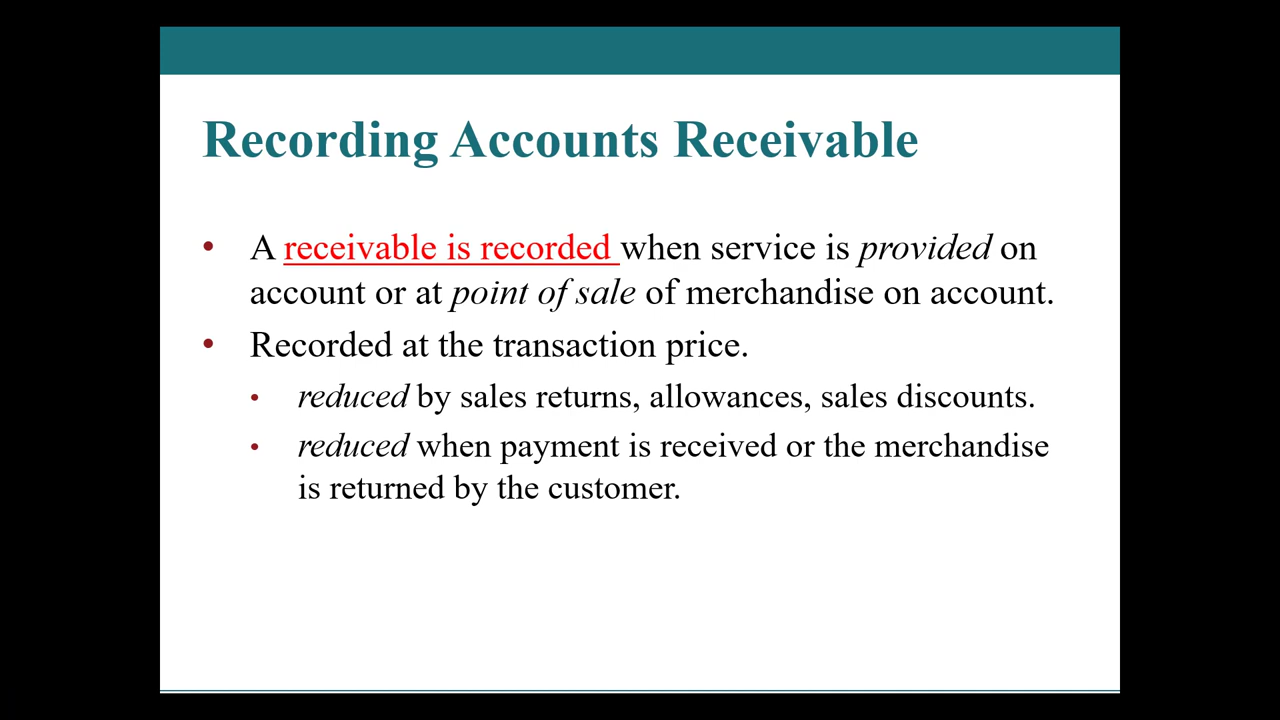 Recording Accounts Receivable
• A receivable is recorded when service is provided on
account or at point of sale of merchandise on account.
• Recorded at the transaction price.
• reduced by sales returns, allowances, sales discounts.
• reduced when payment is received or the merchandise
is returned by the customer.